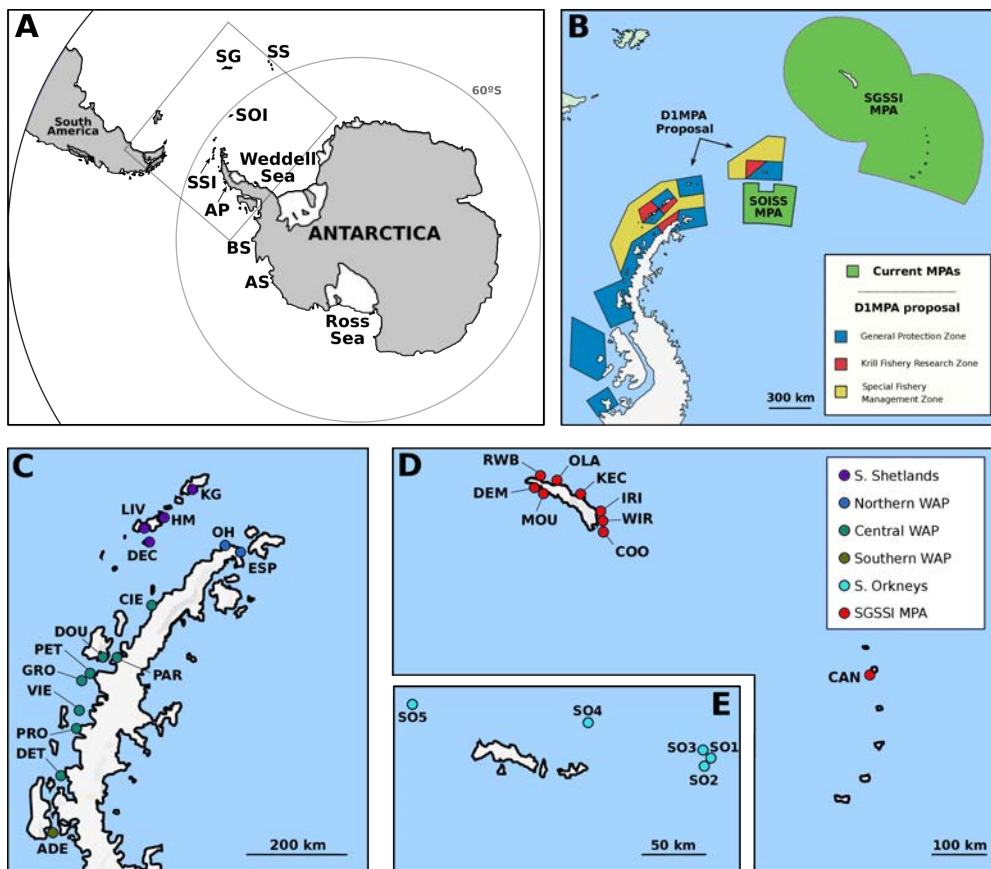 A
SG
SS
60ºS
South
America
SOI
Weddell
Sea
SSI
AP
ANTARCTICA
BS
AS
Ross
Sea
B
SGSSI
MPA
D1MPA
Proposal
SOISS
MPA
Current MPAs
D1MPA proposal
General Protection Zone
Krill Fishery Research Zone
Special Fishery
Management Zone
300 km
C
KG
LIV
HM
DEC
OH
ESP
CIE
DOU
PET
PAR
GRO
VIE
PRO
DET
ADE
200 km
D
RWB
OLA
KEC
DEM
IRI
MOU
WIR
COO
S. Shetlands
Northern WAP
Central WAP
Southern WAP
S. Orkneys
SGSSI MPA
CAN
100 km
E
SO5
SO4
SO3
SO1
SO2
50 km